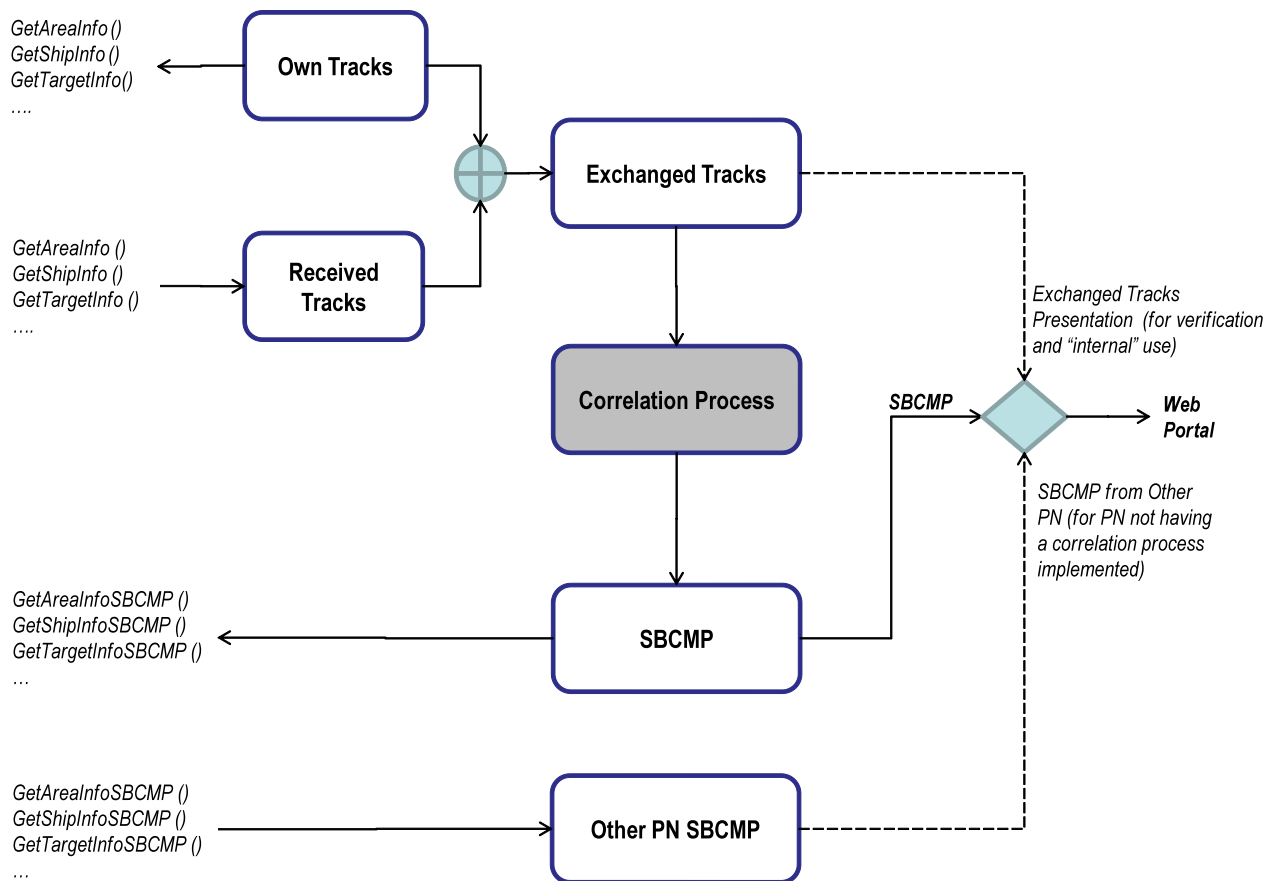 GetAreaInfo ()
GetShipInfo ()
GetTargetInfo()
….
Own Tracks
Exchanged Tracks
GetAreaInfo ()
GetShipInfo ()
GetTargetInfo ()
….
Received
Tracks
Exchanged Tracks
Presentation (for verification
and “internal” use)
Correlation Process
SBCMP
Web
Portal
SBCMP from Other
PN (for PN not having
a correlation process
implemented)
GetAreaInfoSBCMP ()
GetShipInfoSBCMP ()
GetTargetInfoSBCMP ()
…
SBCMP
GetAreaInfoSBCMP ()
GetShipInfoSBCMP ()
GetTargetInfoSBCMP ()
…
Other PN SBCMP